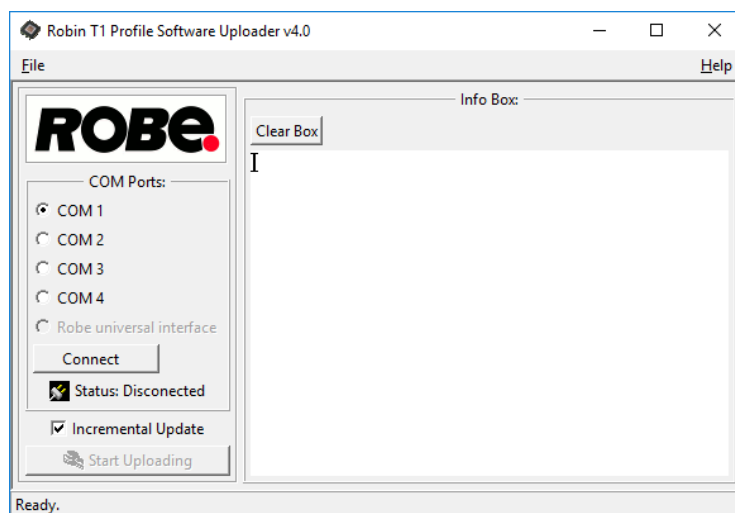 Robin T1 Profile Software Uploader v4.0
File
Help
ROBe
COM Ports:
COM 1
COM 2
COM 3
COM 4
Robe universal interface
Connect
Status: Disconected
Incremental Update
Start Uploading
Info Box:
Clear Box
Ready.